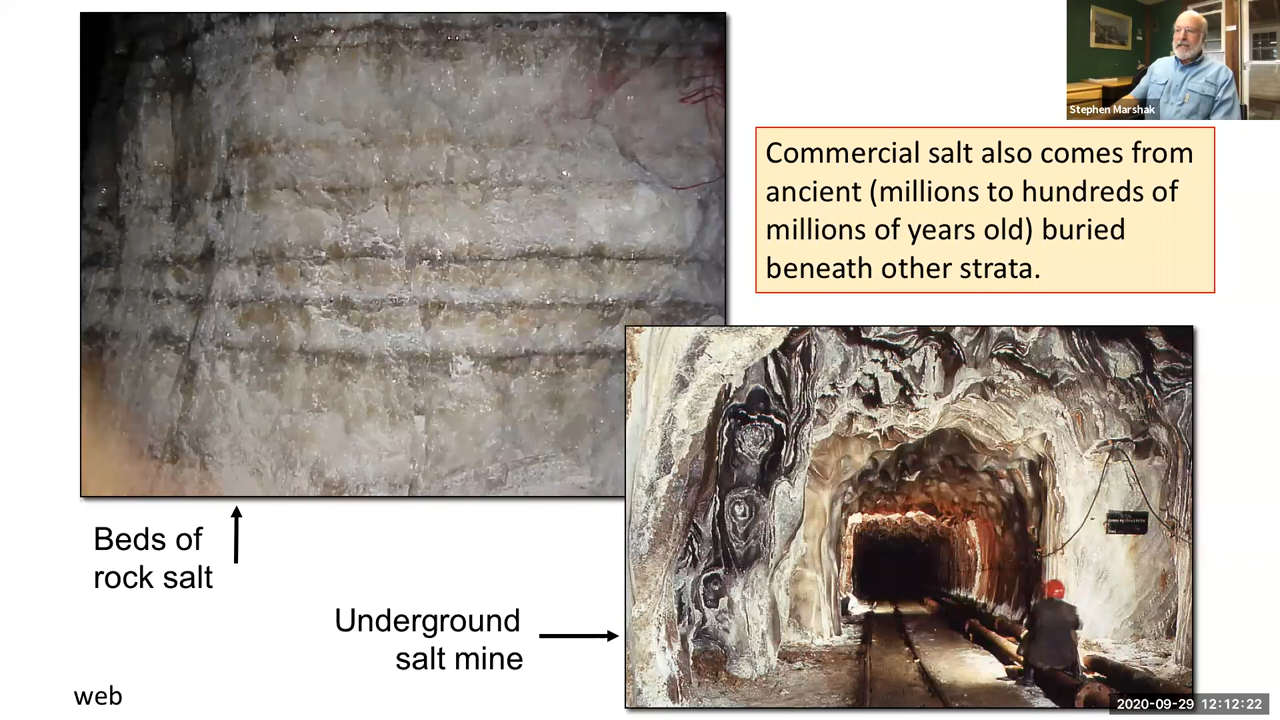 Stephen Marshak
Commercial salt also comes from
ancient (millions to hundreds of
millions of years old) buried
beneath other strata.
Beds of
rock salt
Underground
salt mine
web
2020-09-29 12:12:22